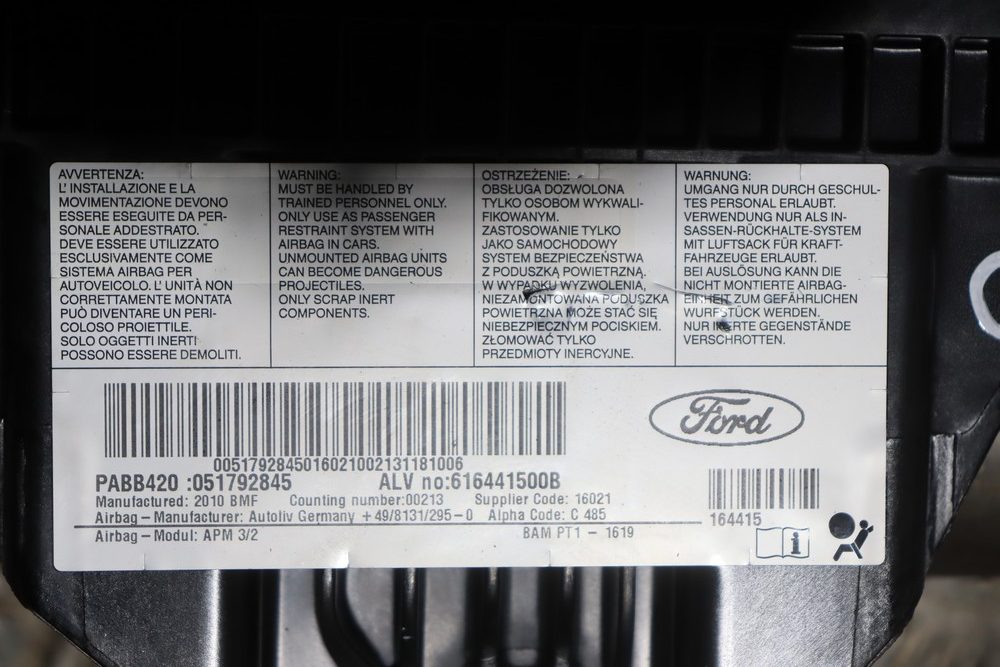 AVVERTENZA:
L' INSTALLAZIONE E LA
MOVIMENTAZIONE DEVONO
ESSERE ESEGUITE DA PER-
SONALE ADDESTRATO.
DEVE ESSERE UTILIZZATO
ESCLUSIVAMENTE COME
SISTEMA AIRBAG PER
AUTOVEICOLO. L' UNITÀ NON
CORRETTAMENTE MONTATA
PUÒ DIVENTARE UN PERI-
COLOSO PROIETTILE.
SOLO OGGETTI INERTI
POSSONO ESSERE DEMOLITI.
WARNING:
MUST BE HANDLED BY
TRAINED PERSONNEL ONLY.
ONLY USE AS PASSENGER
RESTRAINT SYSTEM WITH
AIRBAG IN CARS.
UNMOUNTED AIRBAG UNITS
CAN BECOME DANGEROUS
PROJECTILES.
ONLY SCRAP INERT
COMPONENTS.
OSTRZEŻENIE:
OBSŁUGA DOZWOLONA
TYLKO OSOBOM WYKWALI-
FIKOWANYM.
ZASTOSOWANIE TYLKO
JAKO SAMOCHODOWY
SYSTEM BEZPIECZEŃSTWA
Z PODUSZKĄ POWIETRZNĄ.
W WYPADKU WYZWOLENIA,
NIEZAMONTOWANA PODUSZKA
POWIETRZNA MOŻE STAĆ SIĘ
NIEBEZPIECZNYM POCISKIEM.
ZŁOMOWAĆ TYLKO
PRZEDMIOTY INERCYJNE.
WARNUNG:
UMGANG NUR DURCH GESCHUL-
TES PERSONAL ERLAUBT.
VERWENDUNG NUR ALS IN-
SASSEN-RÜCKHALTE-SYSTEM
MIT LUFTSACK FÜR KRAFT-
FAHRZEUGE ERLAUBT.
BEI AUSLÖSUNG KANN DIE
NICHT MONTIERTE AIRBAG-
EINHEIT ZUM GEFÄHRLICHEN
WURFSTÜCK WERDEN.
NUR INERTE GEGENSTÄNDE
VERSCHROTTEN.
Ford
0051792845016021002131181006
PABB420 :051792845 ALV no:616441500B
Manufactured: 2010 BMF Counting number:00213 Supplier Code: 16021
Airbag-Manufacturer: Autoliv Germany +49/8131/295-0 Alpha Code: C 485
Airbag-Modul: APM 3/2 BAM PT1 - 1619
164415